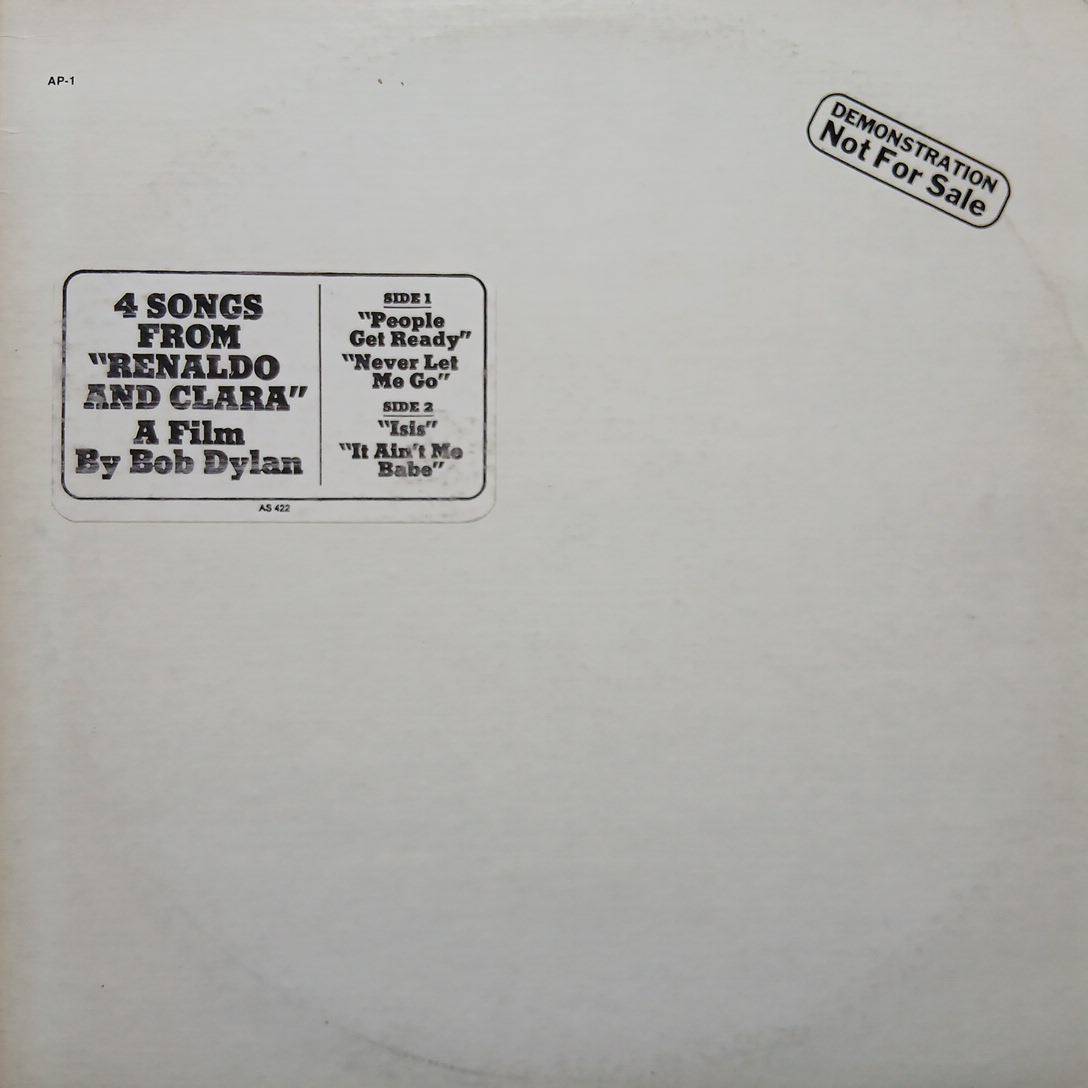 AP-1
DEMONSTRATION
Not For Sale
4 SONGS
FROM
"RENALDO
AND CLARA"
A Film
By Bob Dylan
SIDE 1
"People
Get Ready"
"Never Let
Me Go"
SIDE 2
"Isis"
"It Ain't Me
Babe"
AS 422